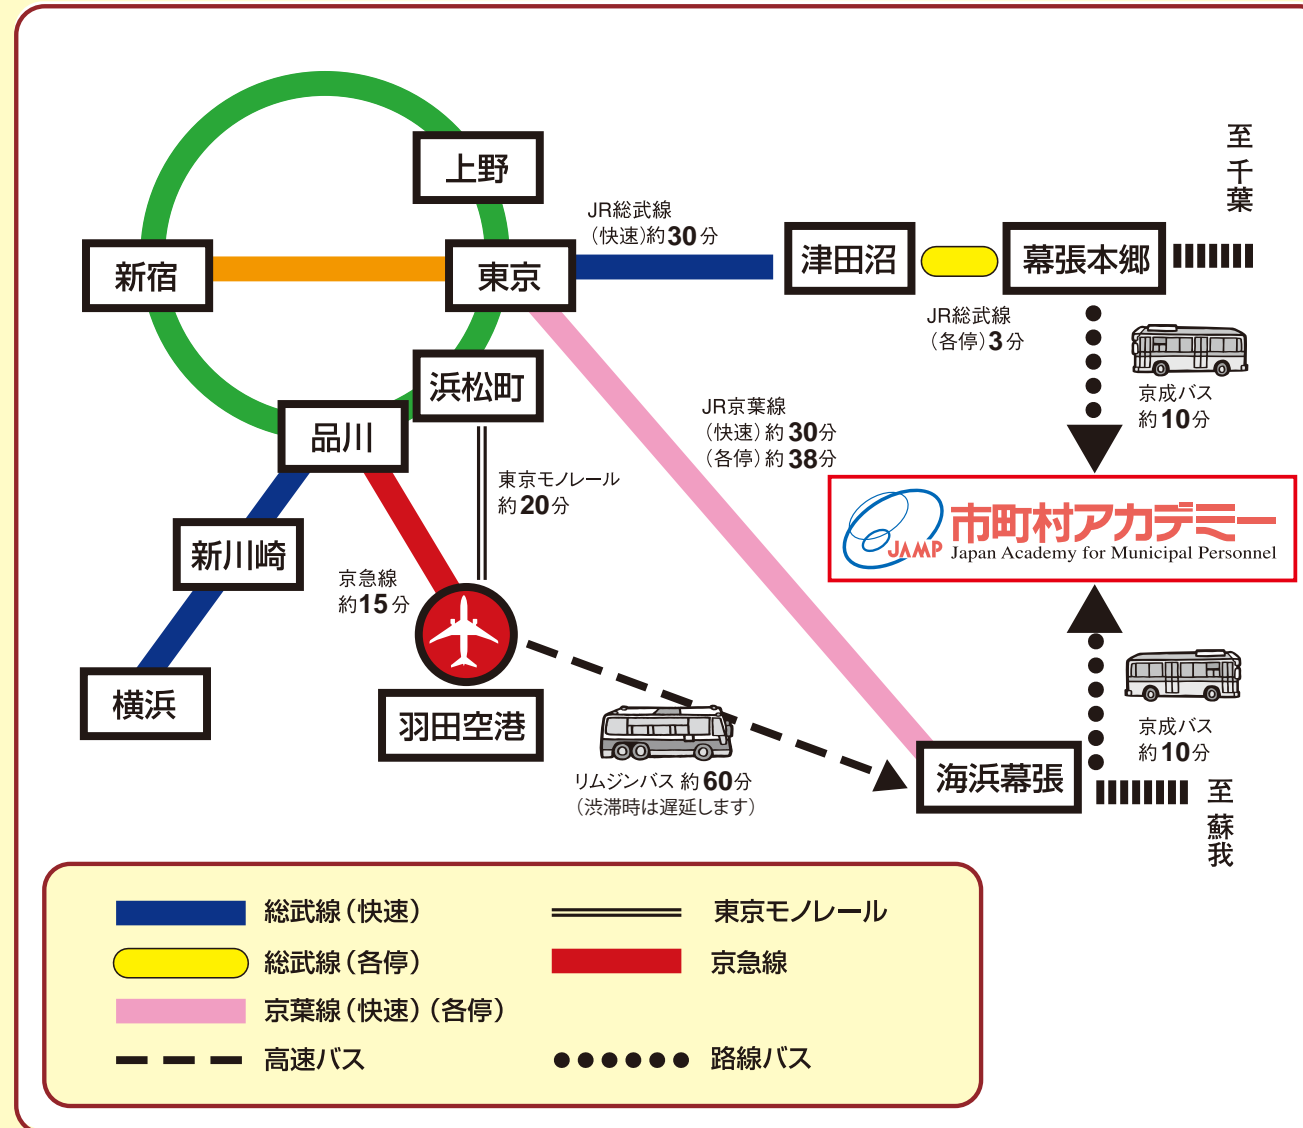 上野
新宿
東京
JR総武線
（快速）約30分
津田沼
幕張本郷
至千葉
JR総武線
（各停）3分
京成バス
約10分
浜松町
品川
JR京葉線
（快速）約30分
（各停）約38分
東京モノレール
約20分
JAMP
市町村アカデミー
Japan Academy for Municipal Personnel
新川崎
京急線
約15分
横浜
羽田空港
リムジンバス 約60分
（渋滞時は遅延します）
京成バス
約10分
海浜幕張
至蘇我
総武線（快速）
東京モノレール
総武線（各停）
京急線
京葉線（快速）（各停）
高速バス
路線バス